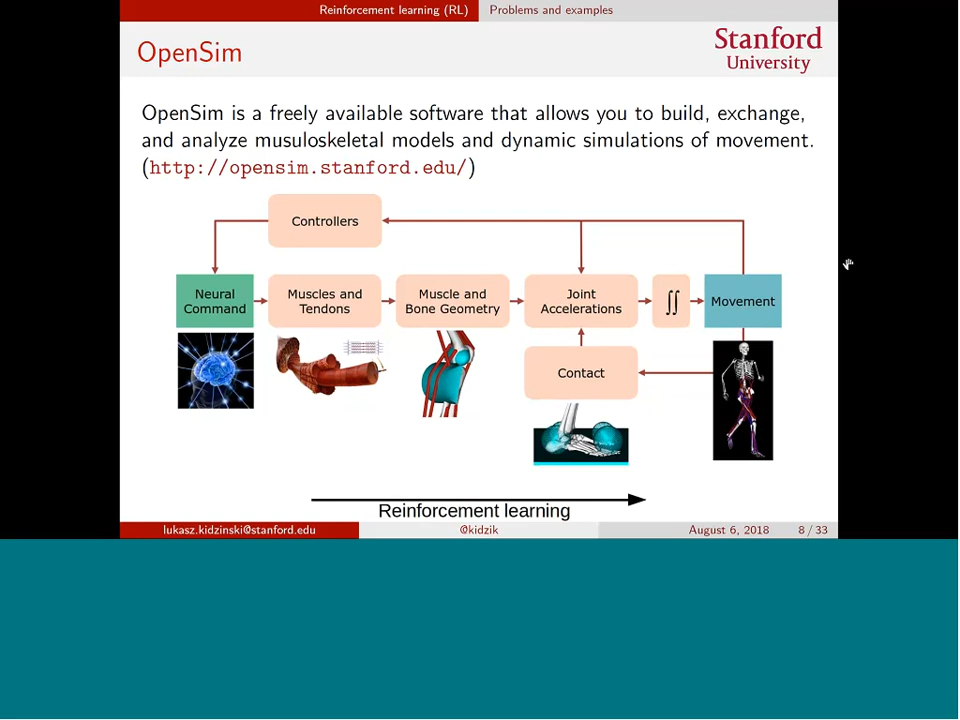 Reinforcement learning (RL) Problems and examples
OpenSim
Stanford
University
OpenSim is a freely available software that allows you to build, exchange,
and analyze musuloskeletal models and dynamic simulations of movement.
(http://opensim.stanford.edu/)
Controllers
Neural
Command
Muscles and
Tendons
Muscle and
Bone Geometry
Joint
Accelerations
∫∫
Movement
Contact
Reinforcement learning
lukasz.kidzinski@stanford.edu @kidzik August 6, 2018 8 / 33